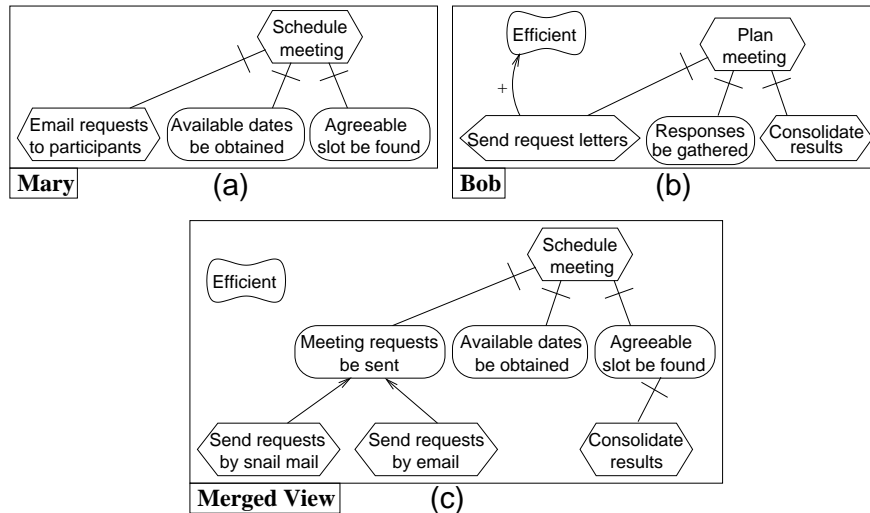 Schedule
meeting
Email requests
to participants
Available dates
be obtained
Agreeable
slot be found
Mary
(a)
Efficient
Plan
meeting
+
Send request letters
Responses
be gathered
Consolidate
results
Bob
(b)
Schedule
meeting
Efficient
Meeting requests
be sent
Available dates
be obtained
Agreeable
slot be found
Send requests
by snail mail
Send requests
by email
Consolidate
results
Merged View
(c)